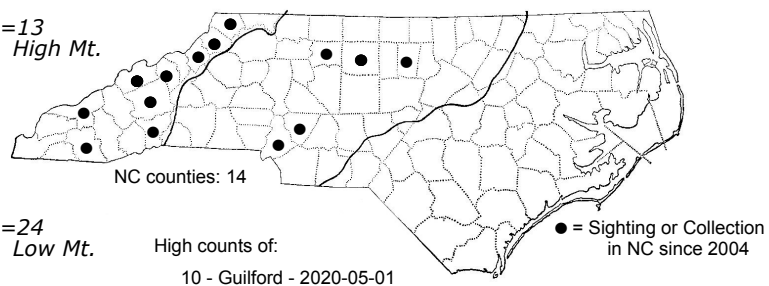 =13
High Mt.
NC counties: 14
=24
Low Mt.
High counts of:
10 - Guilford - 2020-05-01
● = Sighting or Collection
in NC since 2004